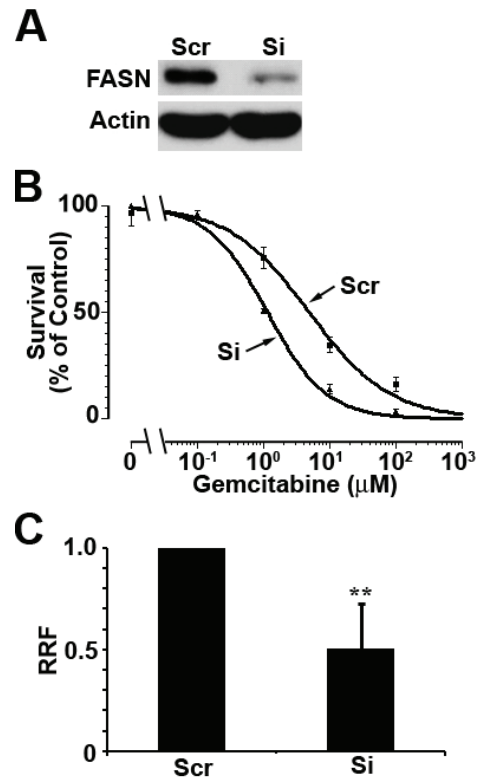 A
Scr Si
FASN
Actin
B
Survival
(% of Control)
100
50
0
Scr
Si
0 10⁻¹ 10⁰ 10¹ 10² 10³
Gemcitabine (μM)
C
RRF
1.0
0.5
0
**
Scr Si